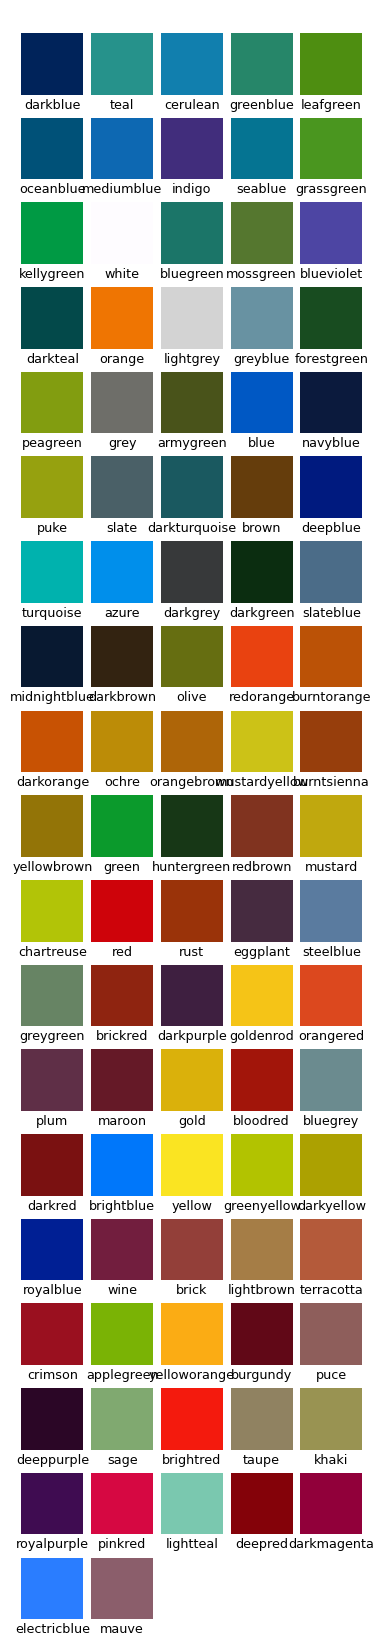 darkblue teal cerulean greenblue leafgreen
oceanblue mediumblue indigo seablue grassgreen
kellygreen white bluegreen mossgreen blueviolet
darkteal orange lightgrey greyblue forestgreen
peagreen grey armygreen blue navyblue
puke slate darkturquoise brown deepblue
turquoise azure darkgrey darkgreen slateblue
midnightblue darkbrown olive redorange burntorange
darkorange ochre orangebrown mustardyellow burntsienna
yellowbrown green huntergreen redbrown mustard
chartreuse red rust eggplant steelblue
greygreen brickred darkpurple goldenrod orangered
plum maroon gold bloodred bluegrey
darkred brightblue yellow greenyellow darkyellow
royalblue wine brick lightbrown terracotta
crimson applegreen yelloworange burgundy puce
deeppurple sage brightred taupe khaki
royalpurple pinkred lightteal deepred darkmagenta
electricblue mauve